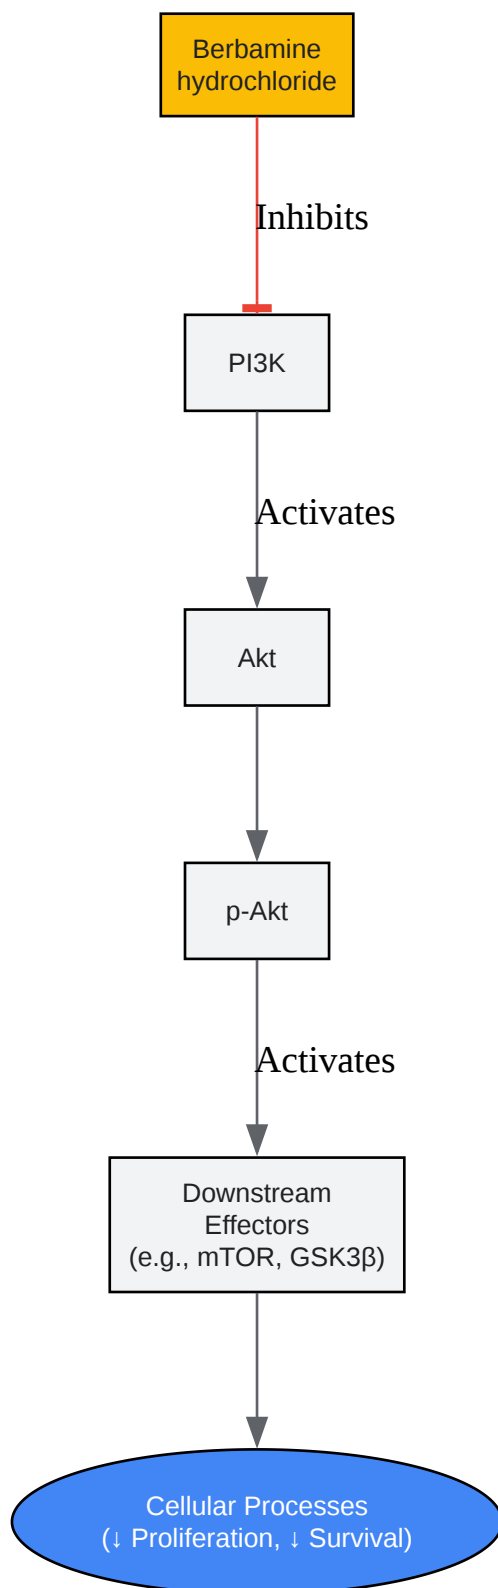 Berbamine
hydrochloride
Inhibits
PI3K
Activates
Akt
p-Akt
Activates
Downstream
Effectors
(e.g., mTOR, GSK3β)
Cellular Processes
(↓ Proliferation, ↓ Survival)